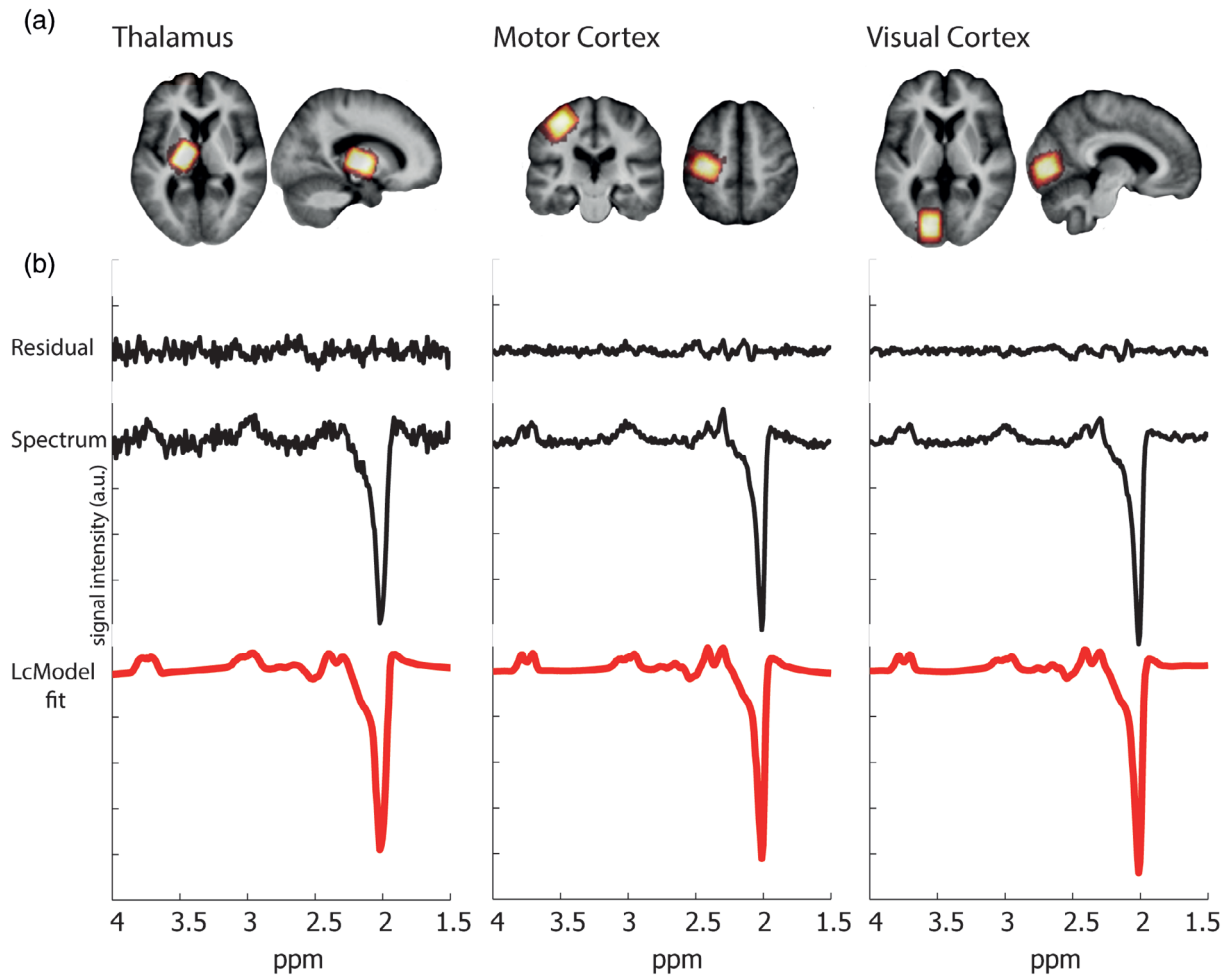 (a)
Thalamus
Motor Cortex
Visual Cortex
(b)
Residual
Spectrum
signal intensity (a.u.)
LcModel
fit
4 3.5 3 2.5 2 1.5
4 3.5 3 2.5 2 1.5
4 3.5 3 2.5 2 1.5
ppm
ppm
ppm